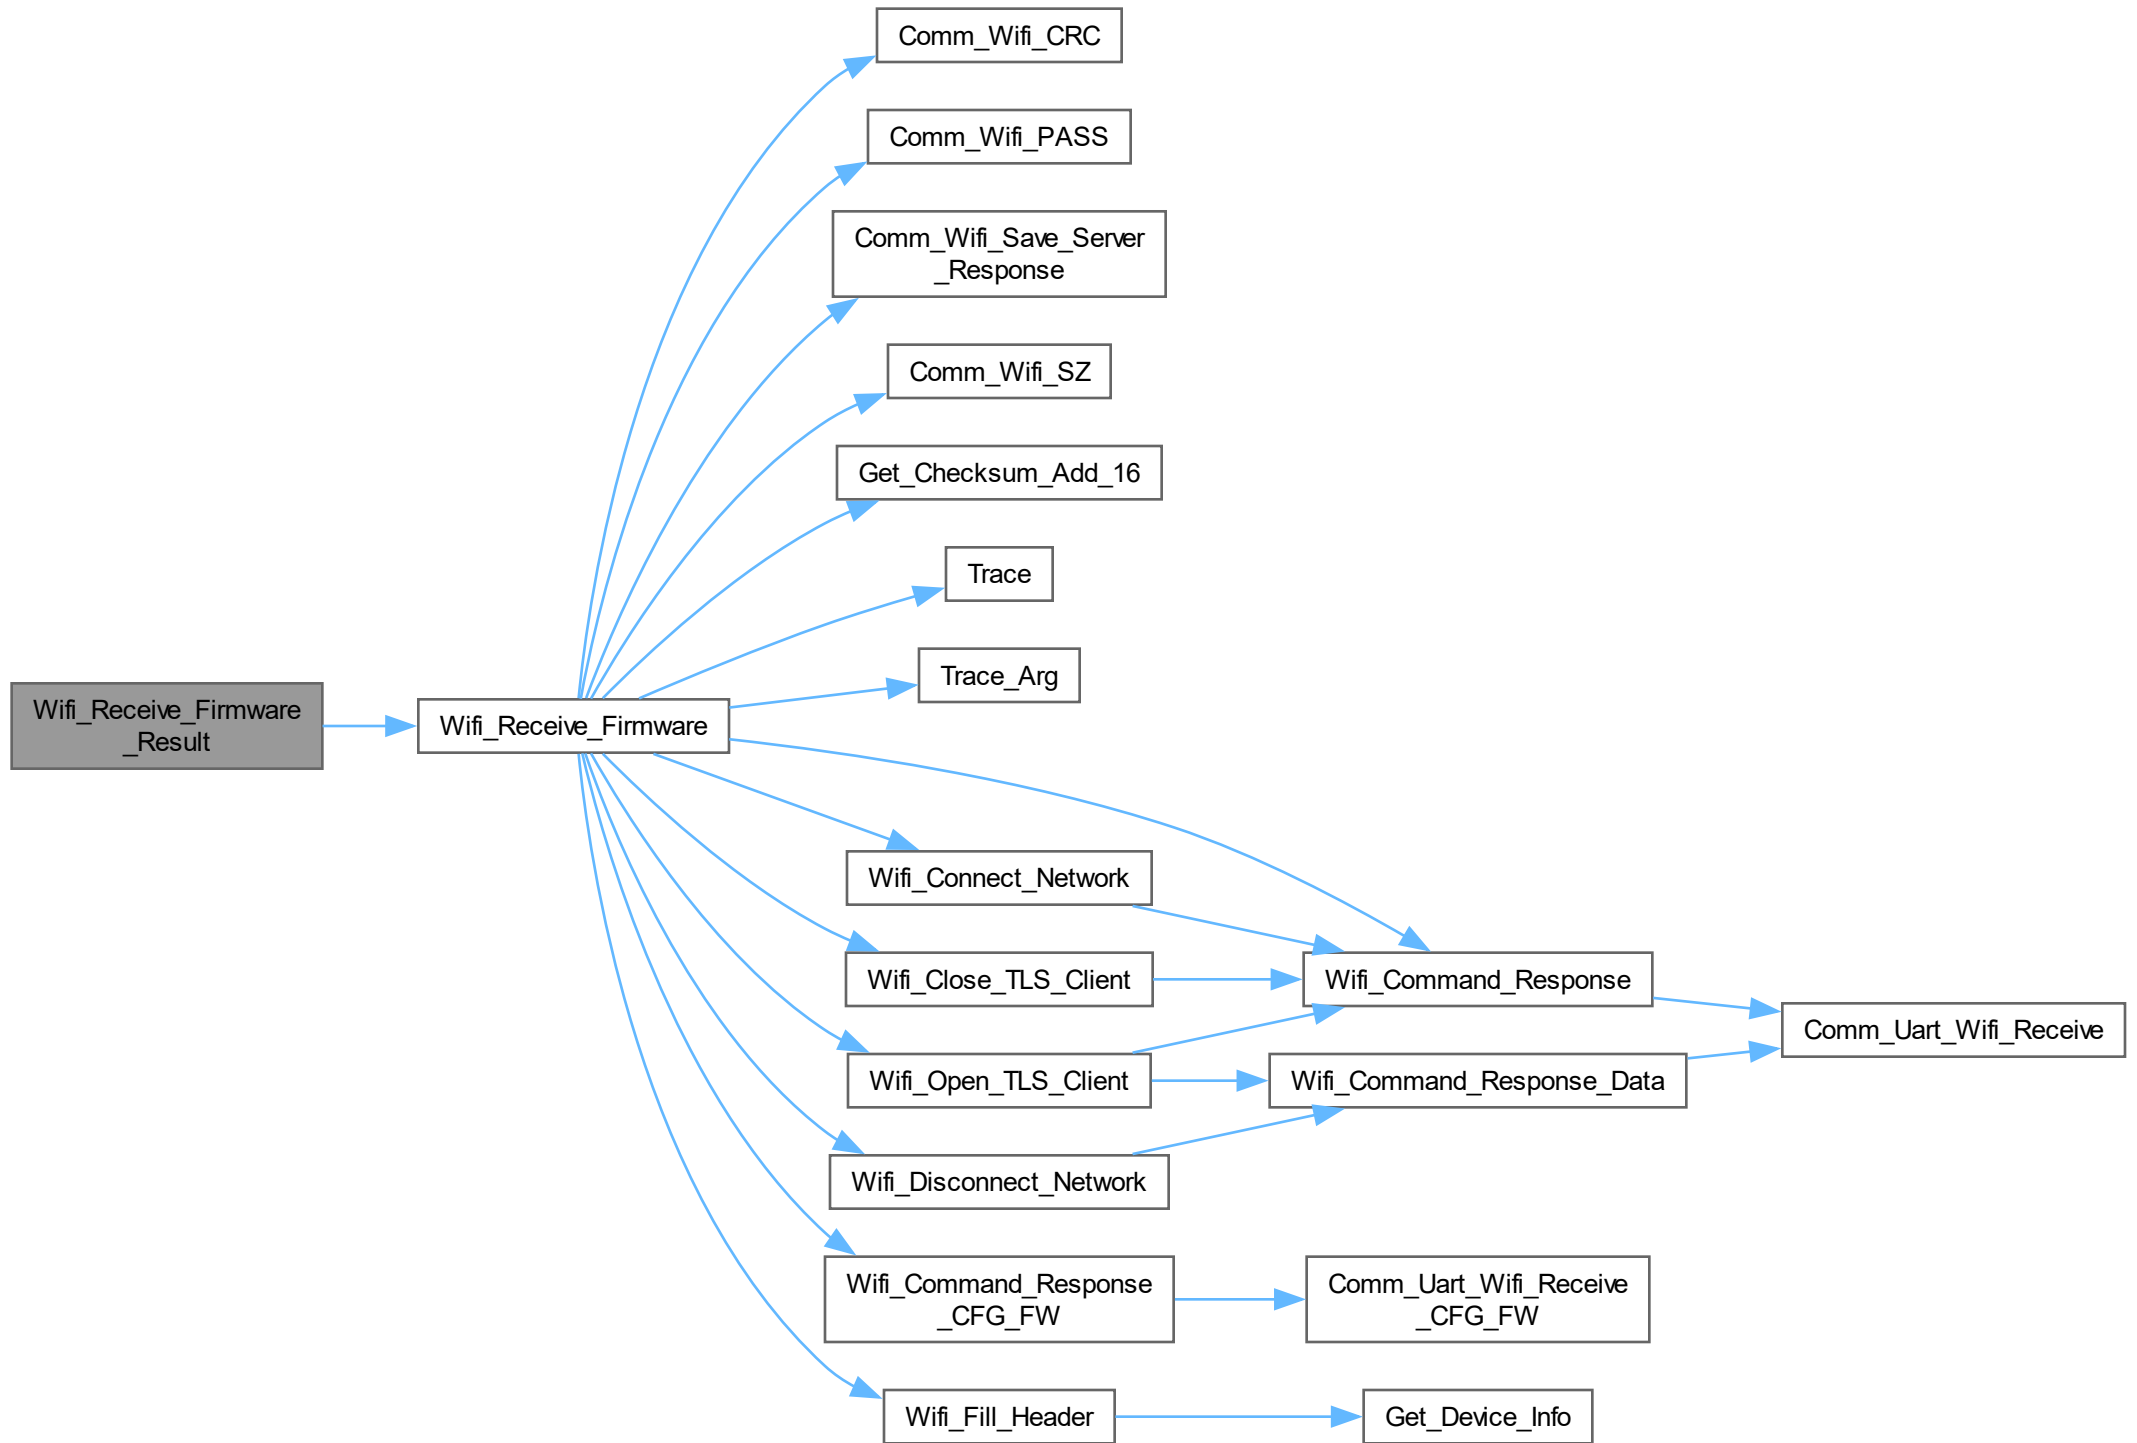 Comm_Wifi_CRC
Comm_Wifi_PASS
Comm_Wifi_Save_Server
_Response
Comm_Wifi_SZ
Get_Checksum_Add_16
Trace
Trace_Arg
Wifi_Receive_Firmware
_Result
Wifi_Receive_Firmware
Wifi_Connect_Network
Wifi_Close_TLS_Client
Wifi_Command_Response
Comm_Uart_Wifi_Receive
Wifi_Open_TLS_Client
Wifi_Command_Response_Data
Wifi_Disconnect_Network
Wifi_Command_Response
_CFG_FW
Comm_Uart_Wifi_Receive
_CFG_FW
Wifi_Fill_Header
Get_Device_Info